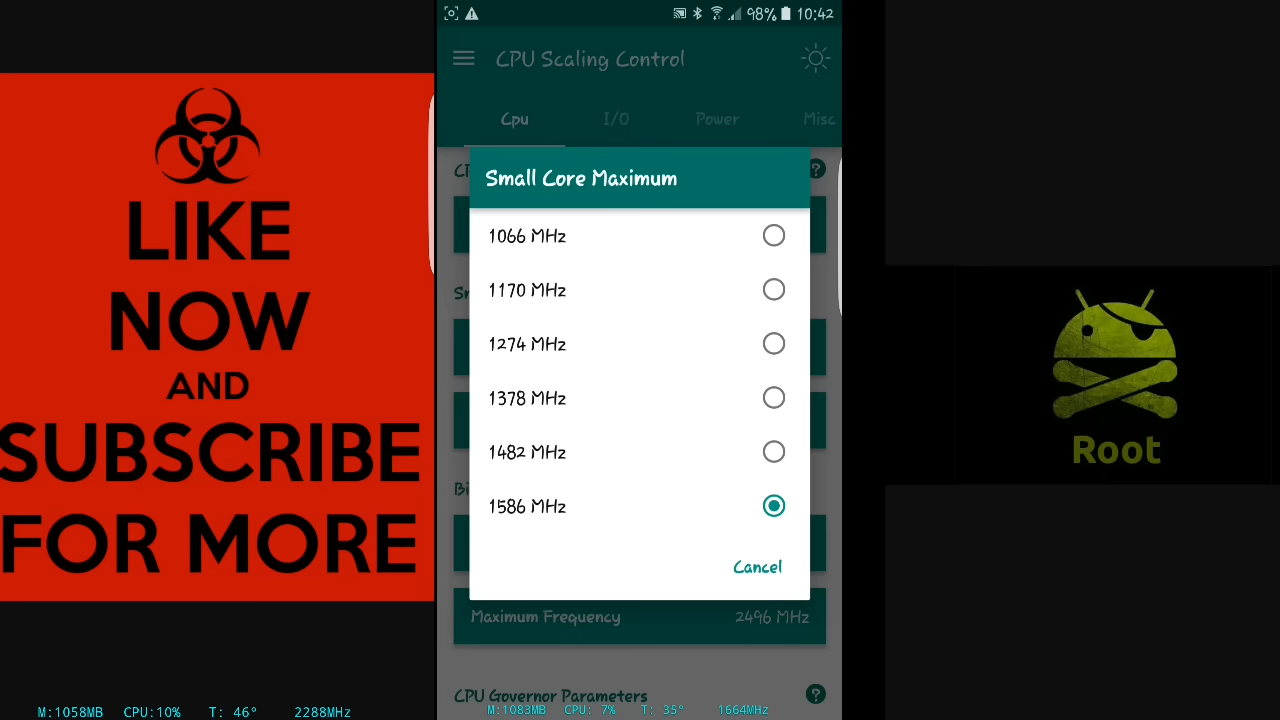 LIKE
NOW
AND
SUBSCRIBE
FOR MORE
M:1058MB CPU:10% T: 46° 2288MHz
98% 10:42
CPU Scaling Control
Cpu I/O Power Misc
?
Small Core Maximum
1066 MHz
1170 MHz
1274 MHz
1378 MHz
1482 MHz
1586 MHz
Cancel
Maximum Frequency 2496 MHz
CPU Governor Parameters ?
M:1083MB CPU: 7% T: 35° 1664MHz
Root